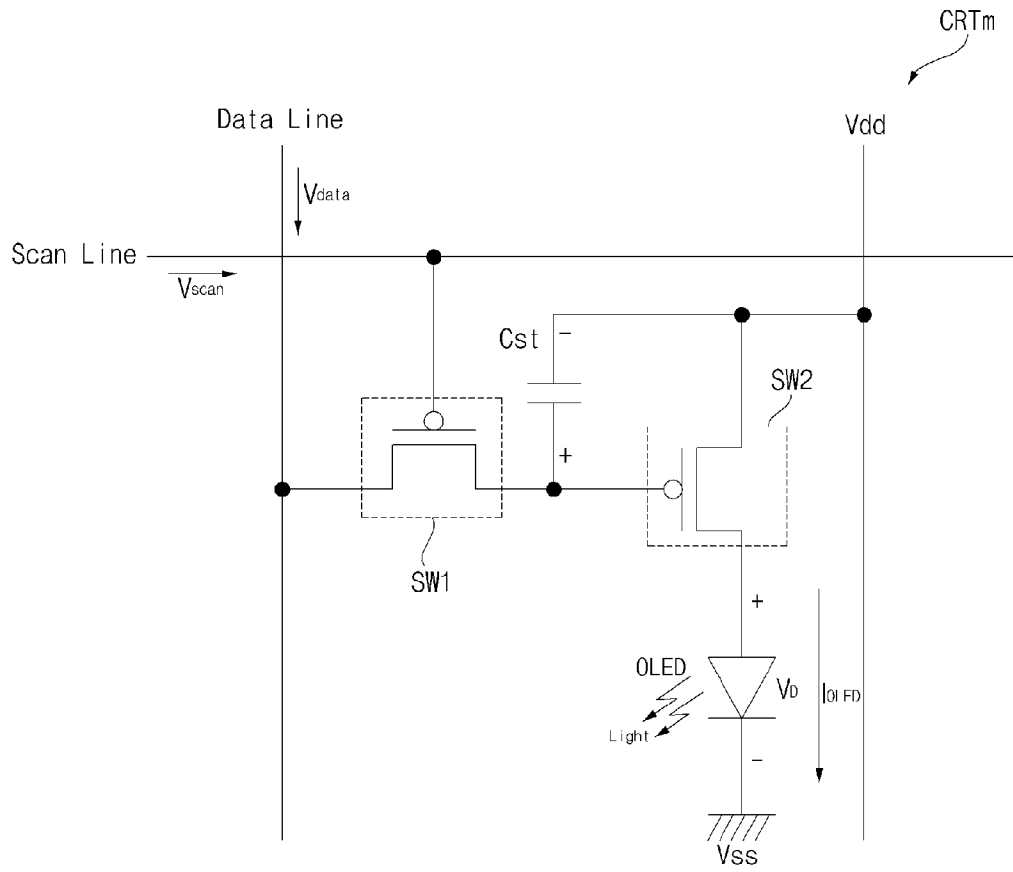 CRTm
Data Line
Vdd
Vdata
Scan Line
Vscan
Cst
−
SW2
+
SW1
+
OLED
VD
IOLED
Light
−
Vss